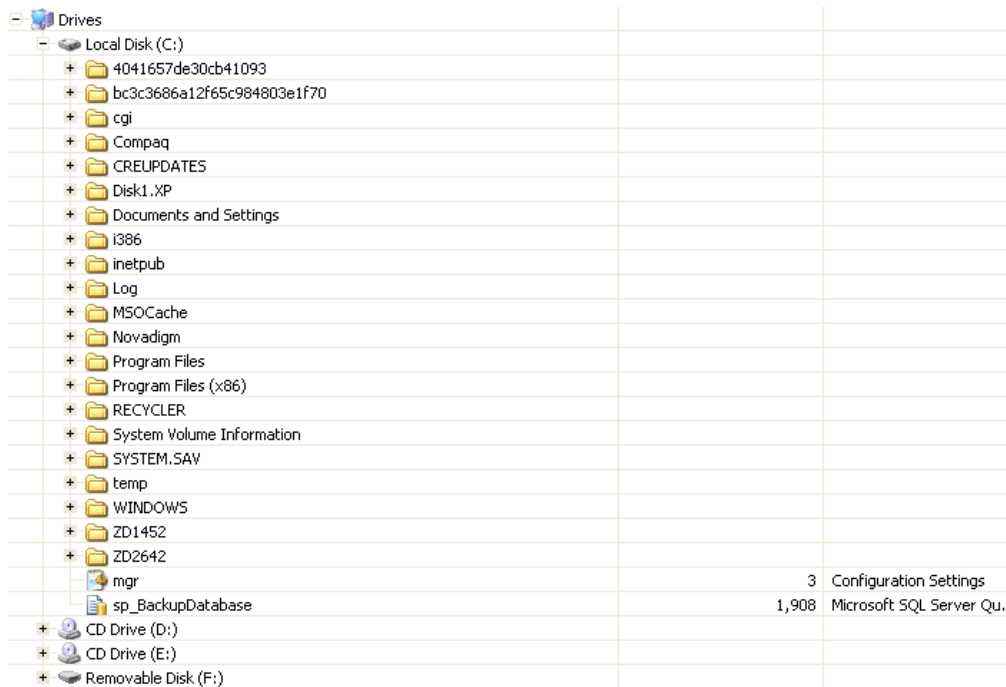 Drives
Local Disk (C:)
4041657de30cb41093
bc3c3686a12f65c984803e1f70
cgi
Compaq
CREUPDATES
Disk1.XP
Documents and Settings
i386
inetpub
Log
MSOCache
Novadigm
Program Files
Program Files (x86)
RECYCLER
System Volume Information
SYSTEM.SAV
temp
WINDOWS
ZD1452
ZD2642
mgr 3 Configuration Settings
sp_BackupDatabase 1,908 Microsoft SQL Server Qu.
CD Drive (D:)
CD Drive (E:)
Removable Disk (F:)